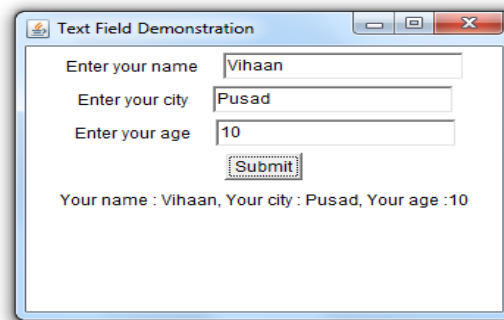 Text Field Demonstration
Enter your name Vihaan
Enter your city Pusad
Enter your age 10
Submit
Your name : Vihaan, Your city : Pusad, Your age :10